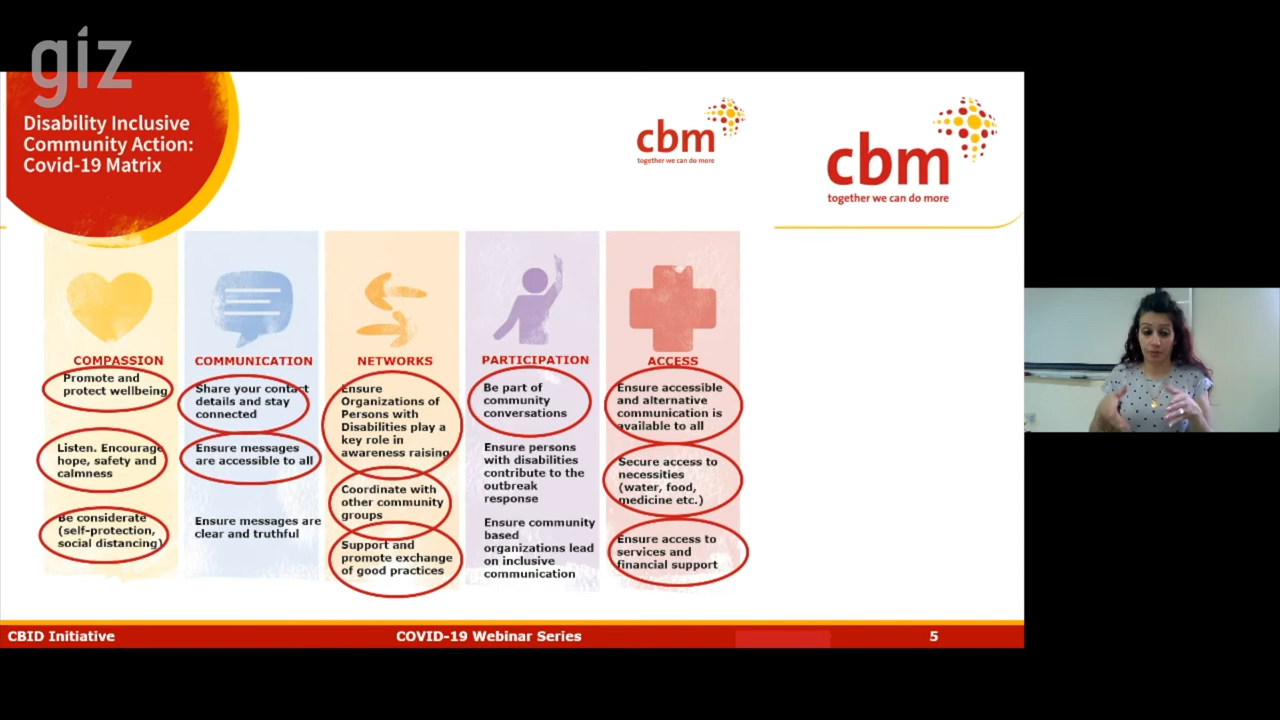 giz
Disability Inclusive
Community Action:
Covid-19 Matrix
cbm
together we can do more
cbm
together we can do more
COMPASSION
Promote and
protect wellbeing
Listen. Encourage
hope, safety and
calmness
Be considerate
(self-protection,
social distancing)
COMMUNICATION
Share your contact
details and stay
connected
Ensure messages
are accessible to all
Ensure messages are
clear and truthful
NETWORKS
Ensure
Organizations of
Persons with
Disabilities play a
key role in
awareness raising
Coordinate with
other community
groups
Support and
promote exchange
of good practices
PARTICIPATION
Be part of
community
conversations
Ensure persons
with disabilities
contribute to the
outbreak
response
Ensure community
based
organizations lead
on inclusive
communication
ACCESS
Ensure accessible
and alternative
communication is
available to all
Secure access to
necessities
(water, food,
medicine etc.)
Ensure access to
services and
financial support
CBID Initiative
COVID-19 Webinar Series
5